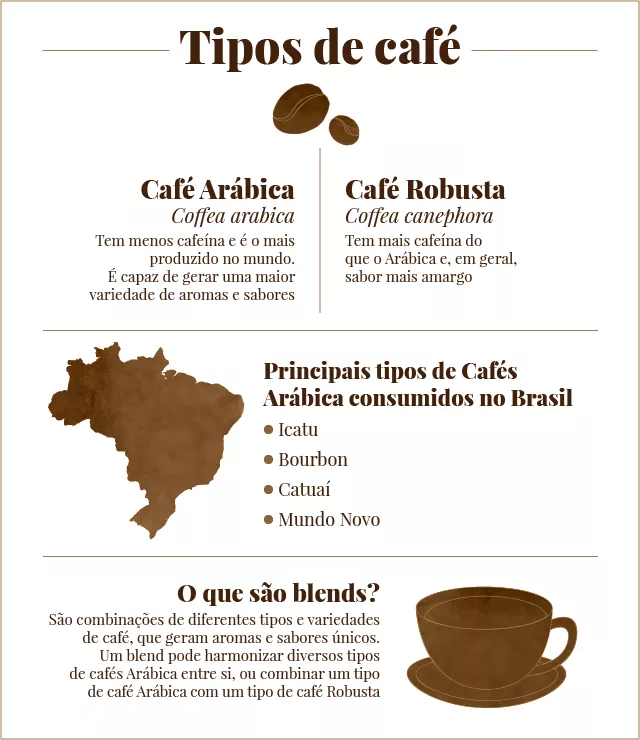 Tipos de café
Café Arábica
Coffea arabica
Tem menos cafeína e é o mais
produzido no mundo.
É capaz de gerar uma maior
variedade de aromas e sabores
Café Robusta
Coffea canephora
Tem mais cafeína do
que o Arábica e, em geral,
sabor mais amargo
Principais tipos de Cafés
Arábica consumidos no Brasil
Icatu
Bourbon
Catuaí
Mundo Novo
O que são blends?
São combinações de diferentes tipos e variedades
de café, que geram aromas e sabores únicos.
Um blend pode harmonizar diversos tipos
de cafés Arábica entre si, ou combinar um tipo
de café Arábica com um tipo de café Robusta